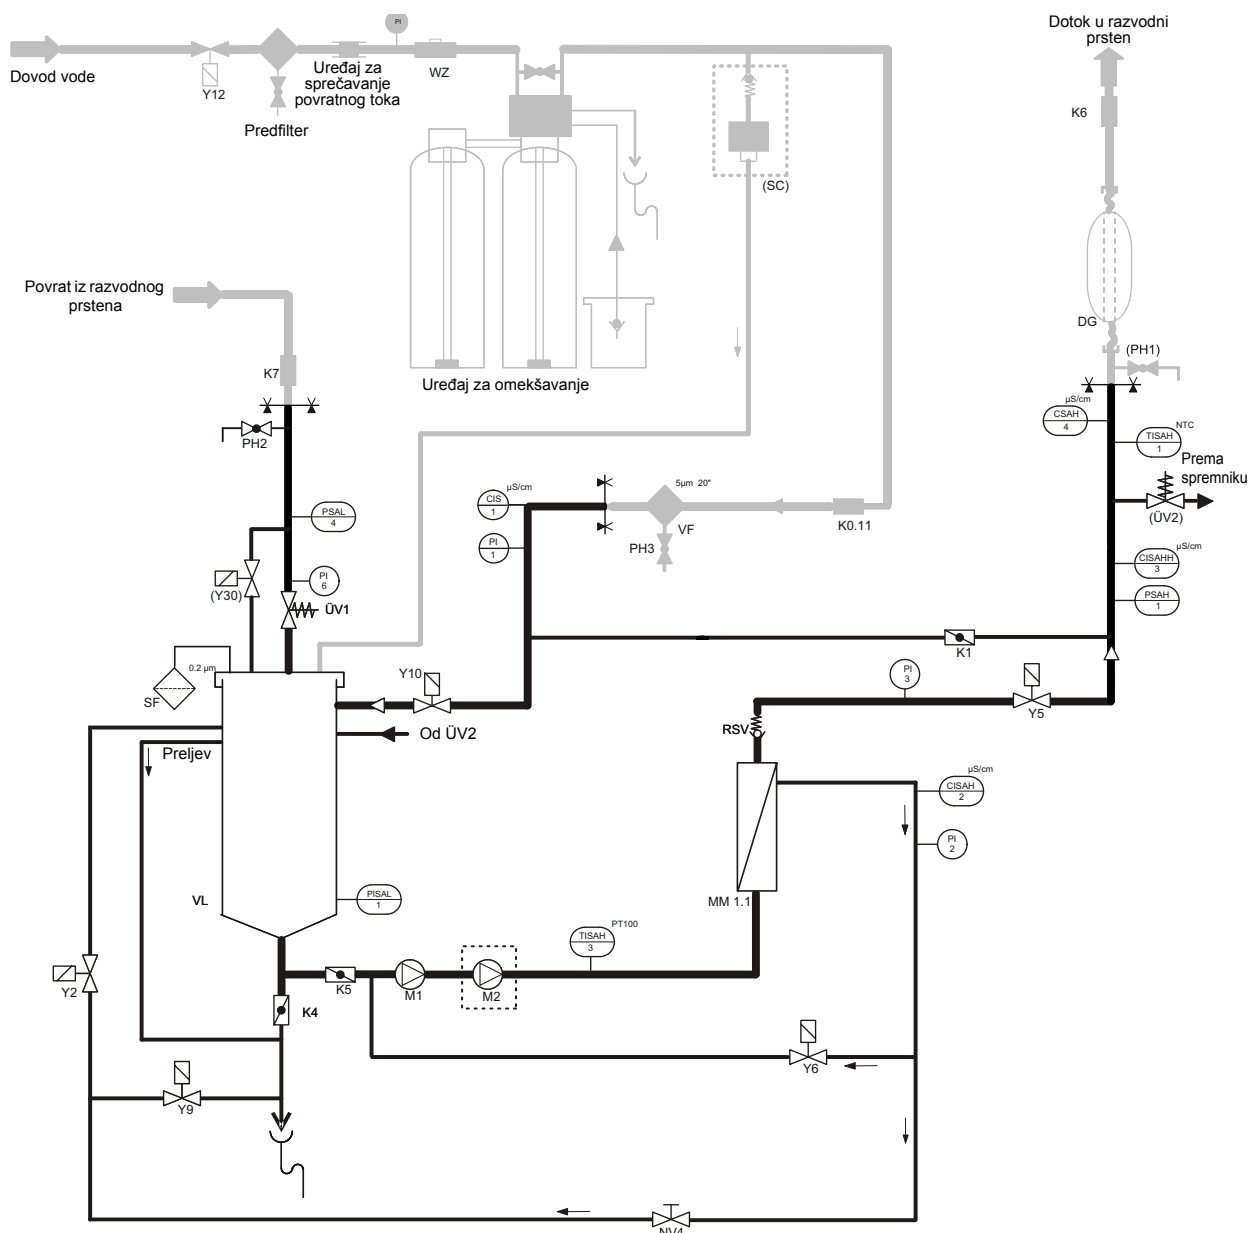 Dotok u razvodni
prsten
PI
Dovod vode
Y12
Uređaj za
sprečavanje
povratnog toka
WZ
Predfilter
K6
(SC)
Povrat iz razvodnog
prstena
K7
Uređaj za omekšavanje
DG
(PH1)
PH2
µS/cm
CSAH
4
TISAH
1
NTC
Prema
spremniku
(ÜV2)
µS/cm
CIS
1
5µm 20"
VF
K0.11
PH3
PI
1
PSAL
4
PI
6
(Y30)
ÜV1
µS/cm
CISAHH
3
PSAH
1
K1
0.2 µm
SF
Y10
PI
3
Y5
Od ÜV2
RSV
Preljev
µS/cm
CISAH
2
PI
2
VL
PISAL
1
MM 1.1
TISAH
3
PT100
Y2
K5
M1
M2
K4
Y6
Y9
NV4